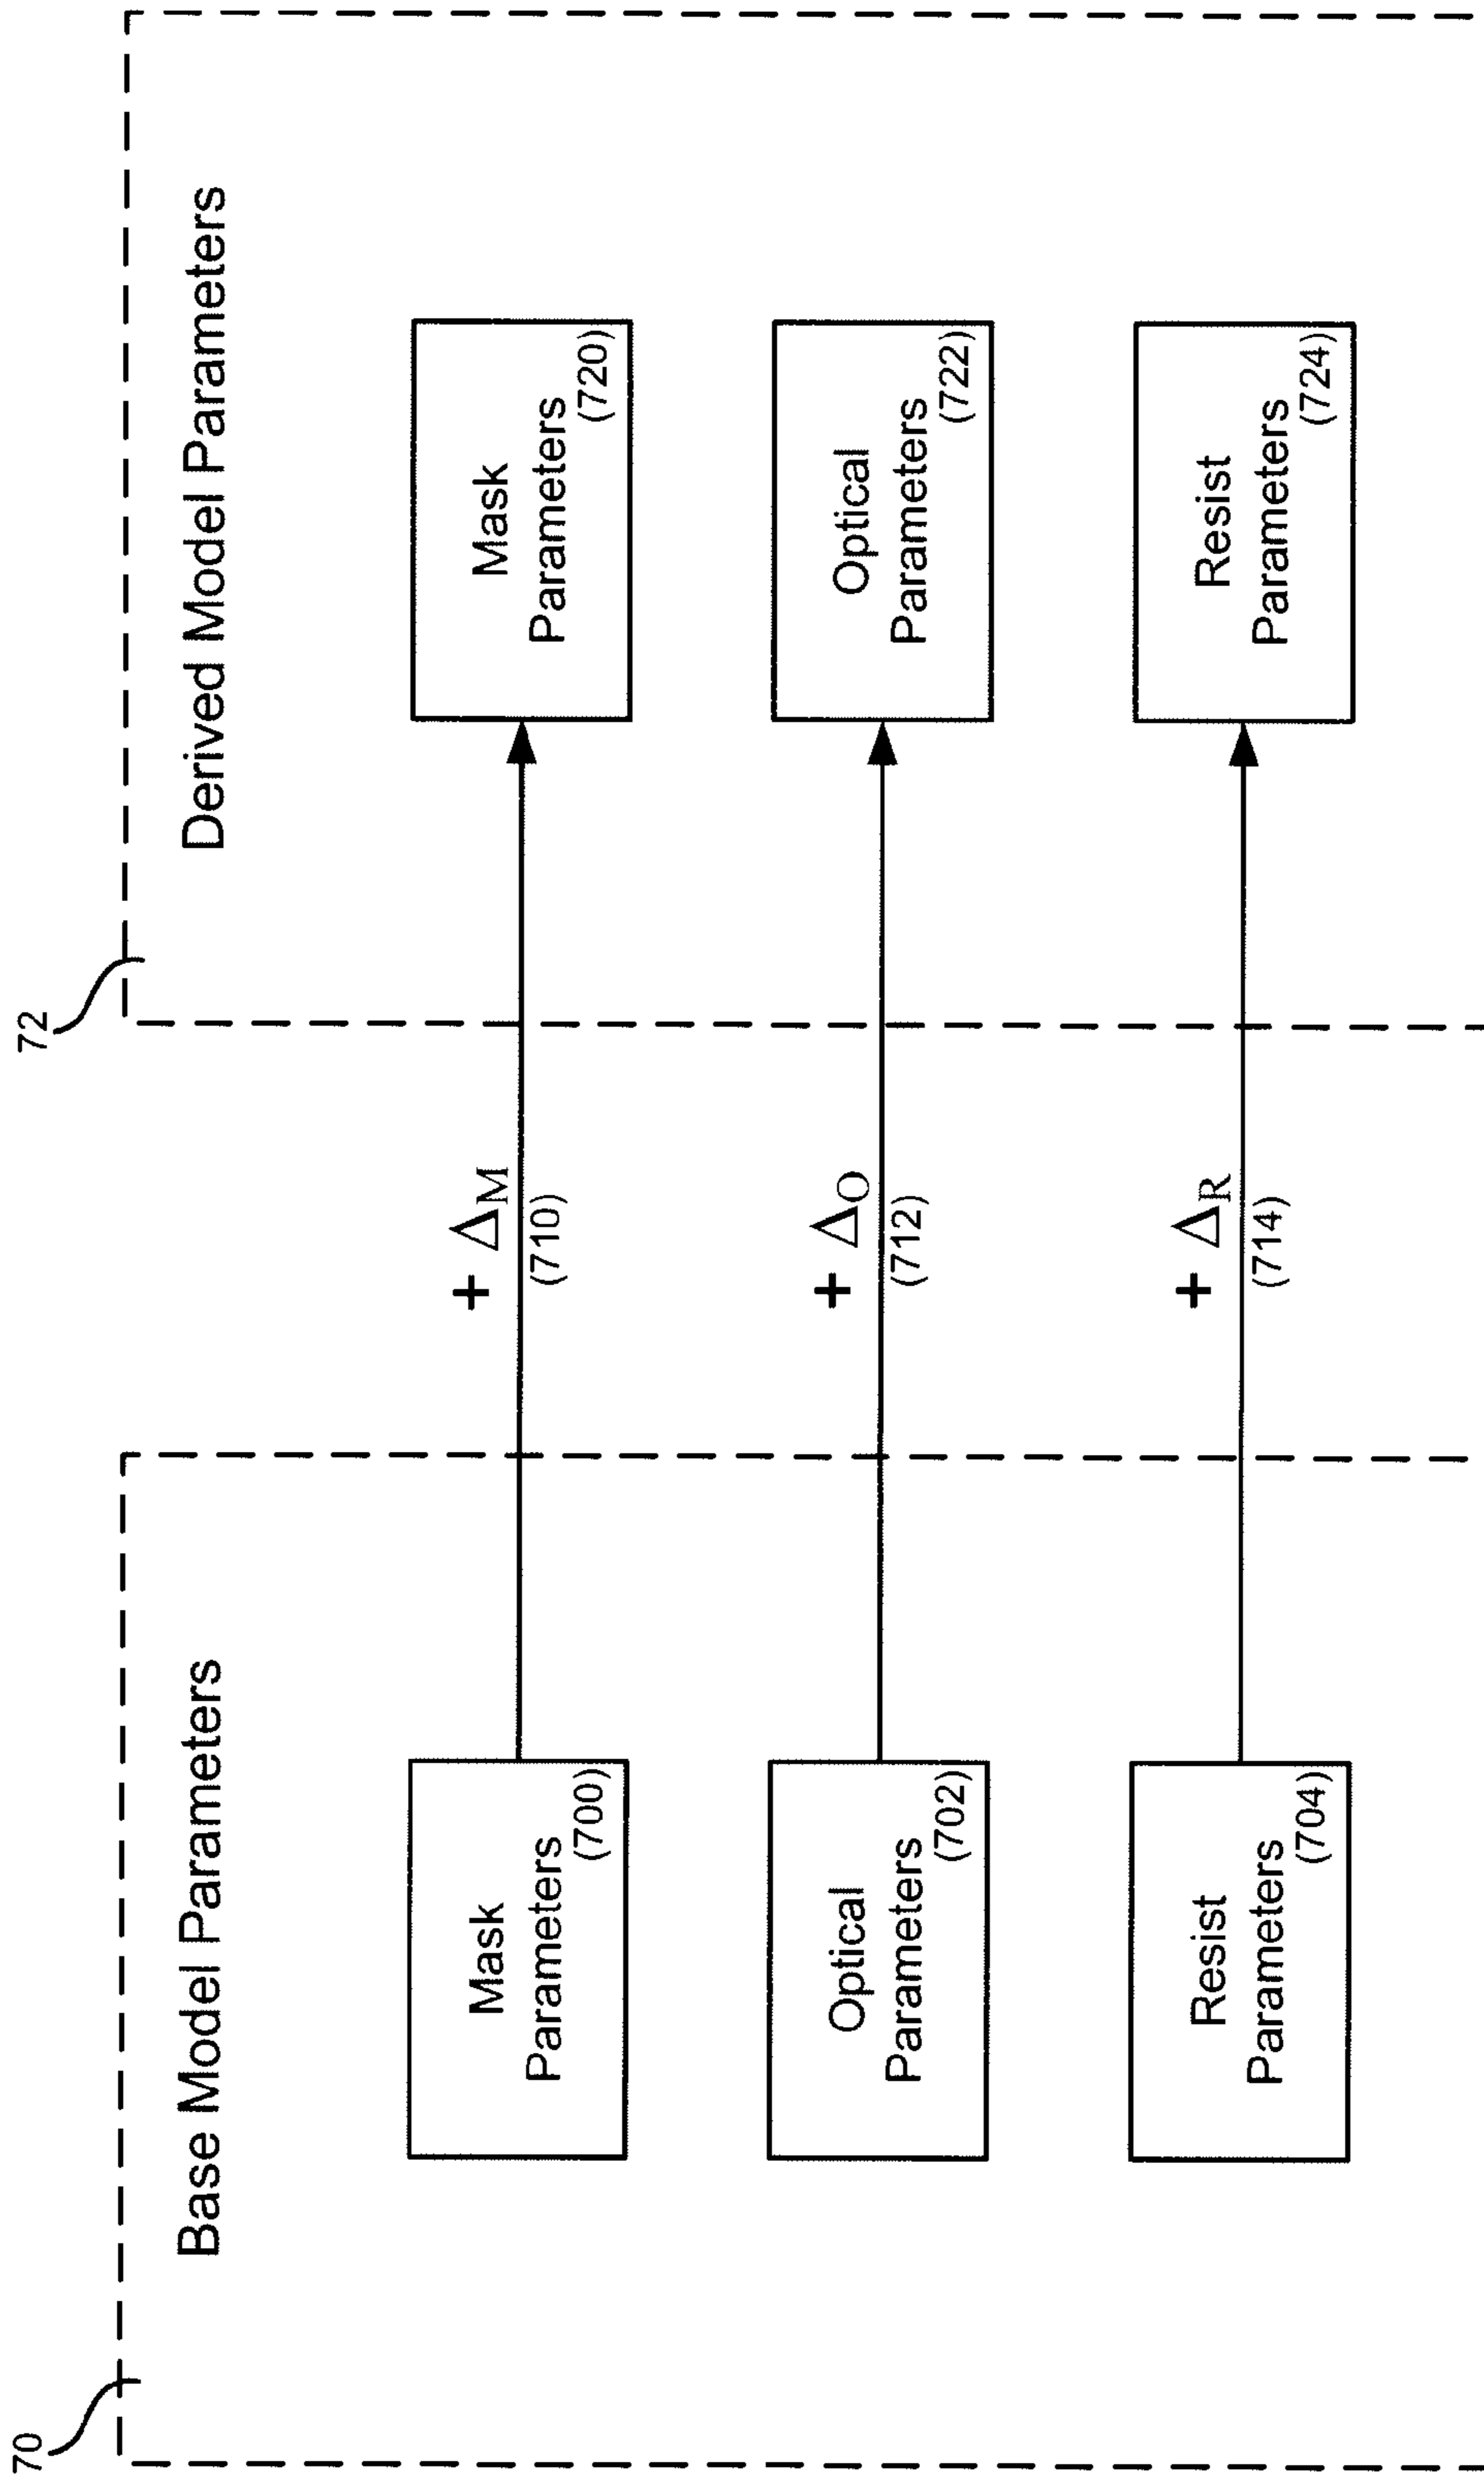 70
Base Model Parameters
Mask
Parameters
(700)
Optical
Parameters
(702)
Resist
Parameters
(704)
+ ΔM
(710)
+ ΔO
(712)
+ ΔR
(714)
72
Derived Model Parameters
Mask
Parameters
(720)
Optical
Parameters
(722)
Resist
Parameters
(724)